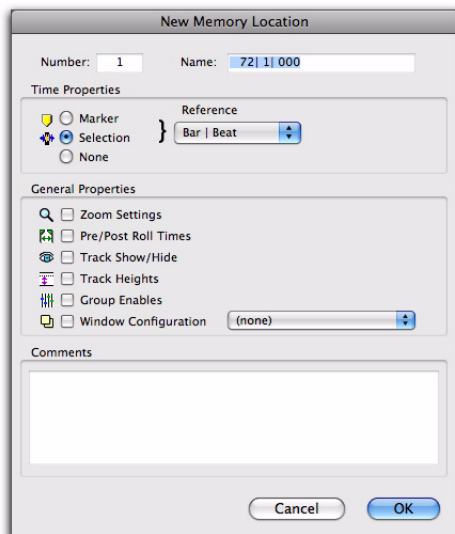 New Memory Location
Number: 1 Name: 72| 1| 000
Time Properties
Marker
Selection
None
Reference
Bar | Beat
General Properties
Zoom Settings
Pre/Post Roll Times
Track Show/Hide
Track Heights
Group Enables
Window Configuration (none)
Comments
Cancel OK